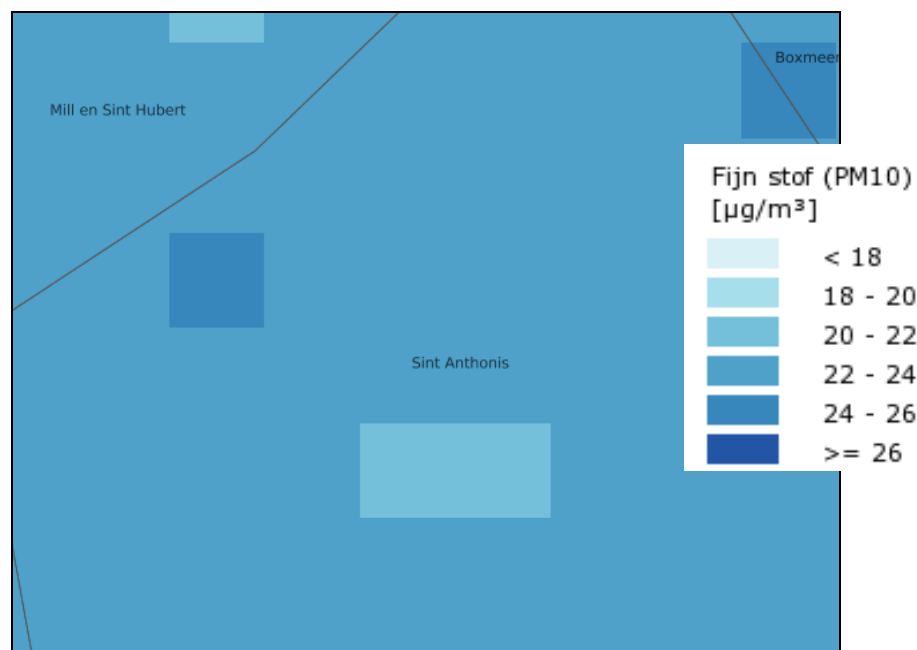 Boxmeer
Mill en Sint Hubert
Sint Anthonis
Fijn stof (PM10)
[µg/m³]
< 18
18 - 20
20 - 22
22 - 24
24 - 26
>= 26